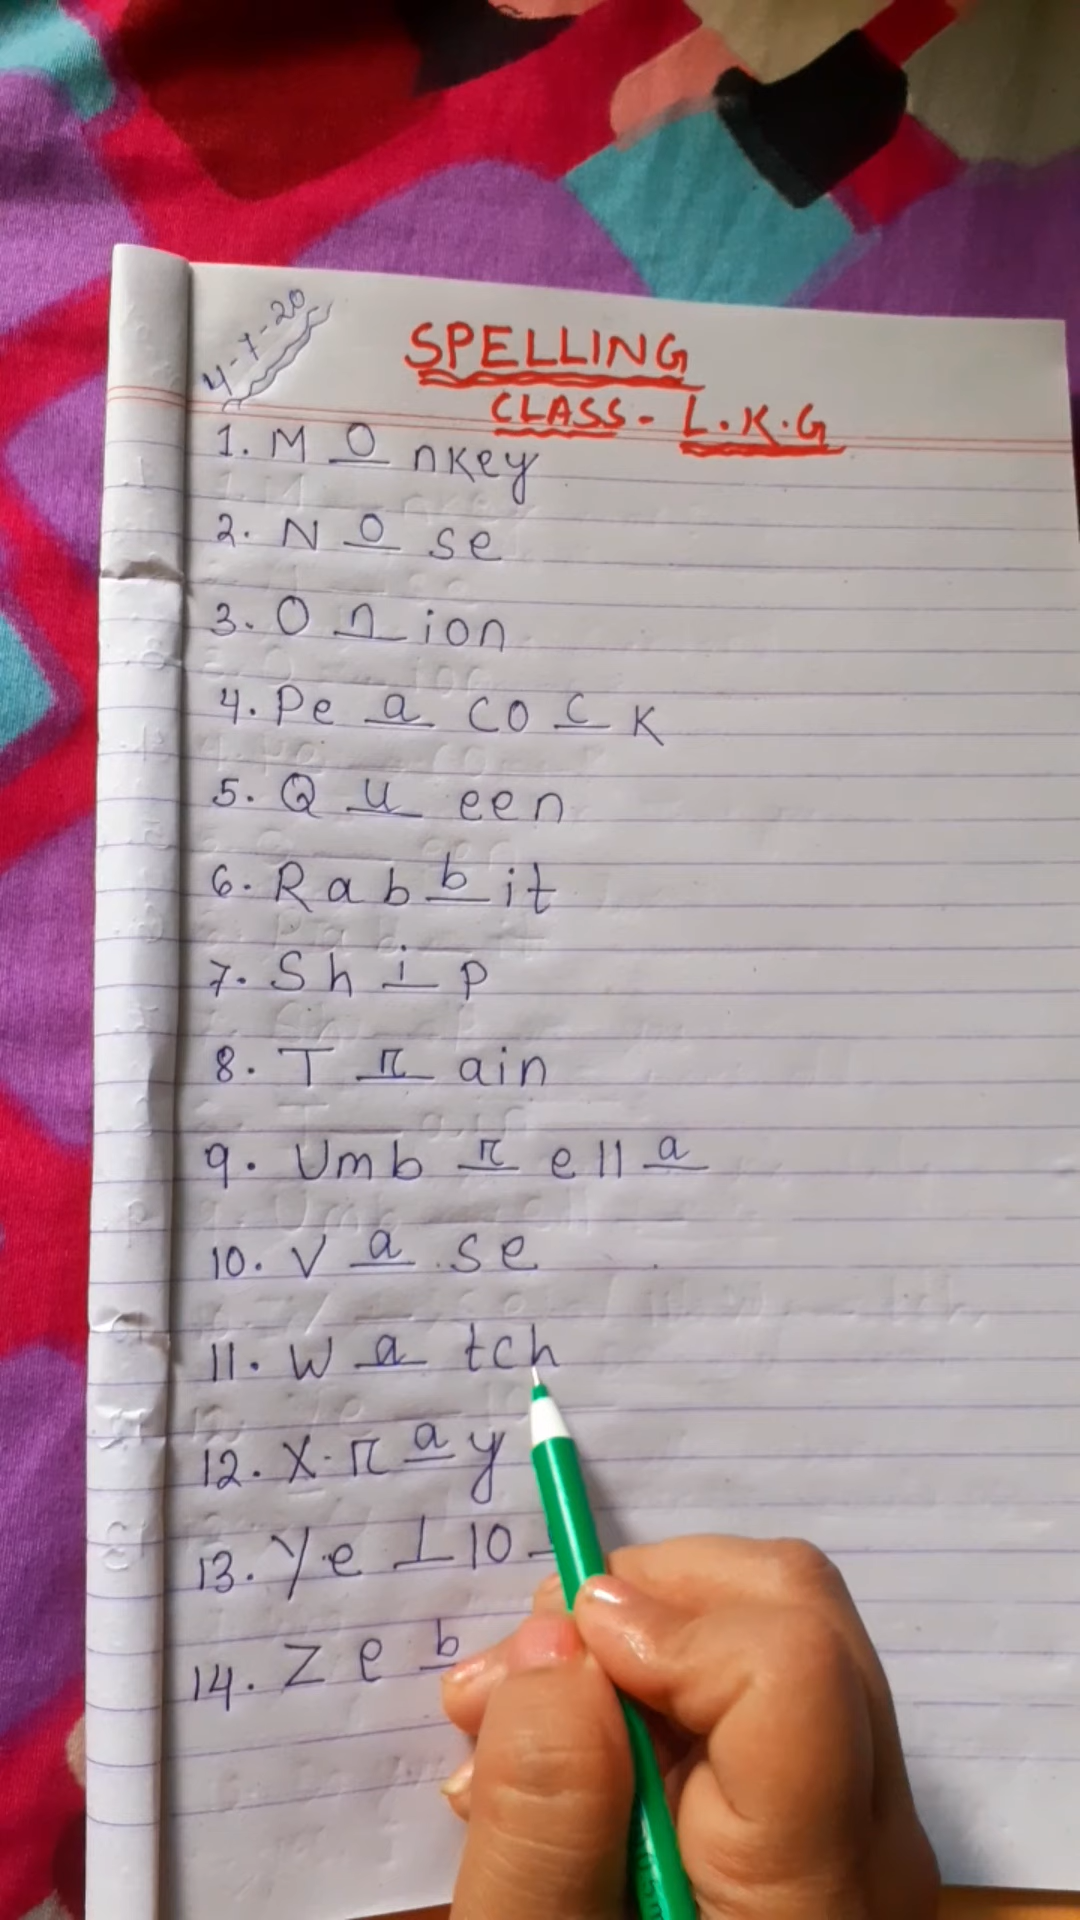 4-7-20
SPELLING
CLASS- L.K.G
1. M o nkey
2. N o se
3. O n ion
4. Pe a co c k
5. Q u een
6. Rab b it
7. Sh i p
8. T r ain
9. Umb r ell a
10. V a se
11. W a tch
12. X-r a y
13. Ye l lo
14. Ze b